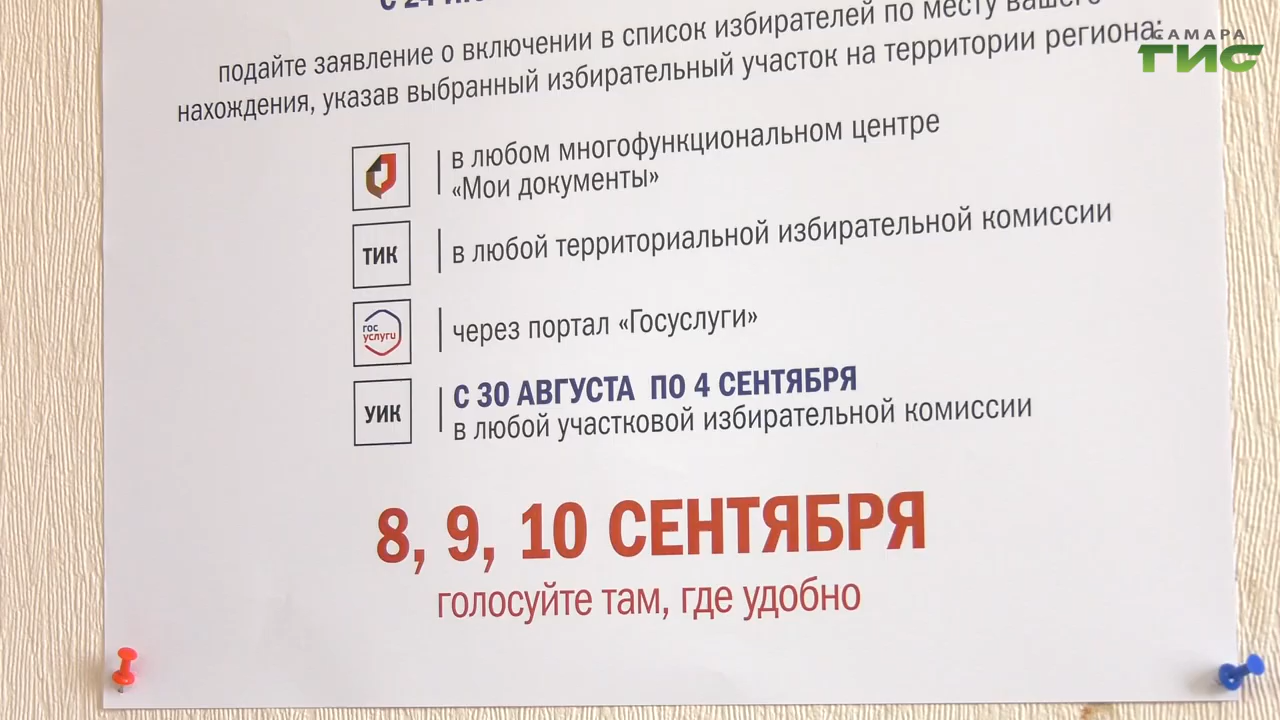 подайте заявление о включении в список избирателей по месту вашего
нахождения, указав выбранный избирательный участок на территории региона:
САМАРА
ГИС
в любом многофункциональном центре
«Мои документы»
ТИК
в любой территориальной избирательной комиссии
гос
услуги
через портал «Госуслуги»
УИК
С 30 АВГУСТА ПО 4 СЕНТЯБРЯ
в любой участковой избирательной комиссии
8, 9, 10 СЕНТЯБРЯ
голосуйте там, где удобно